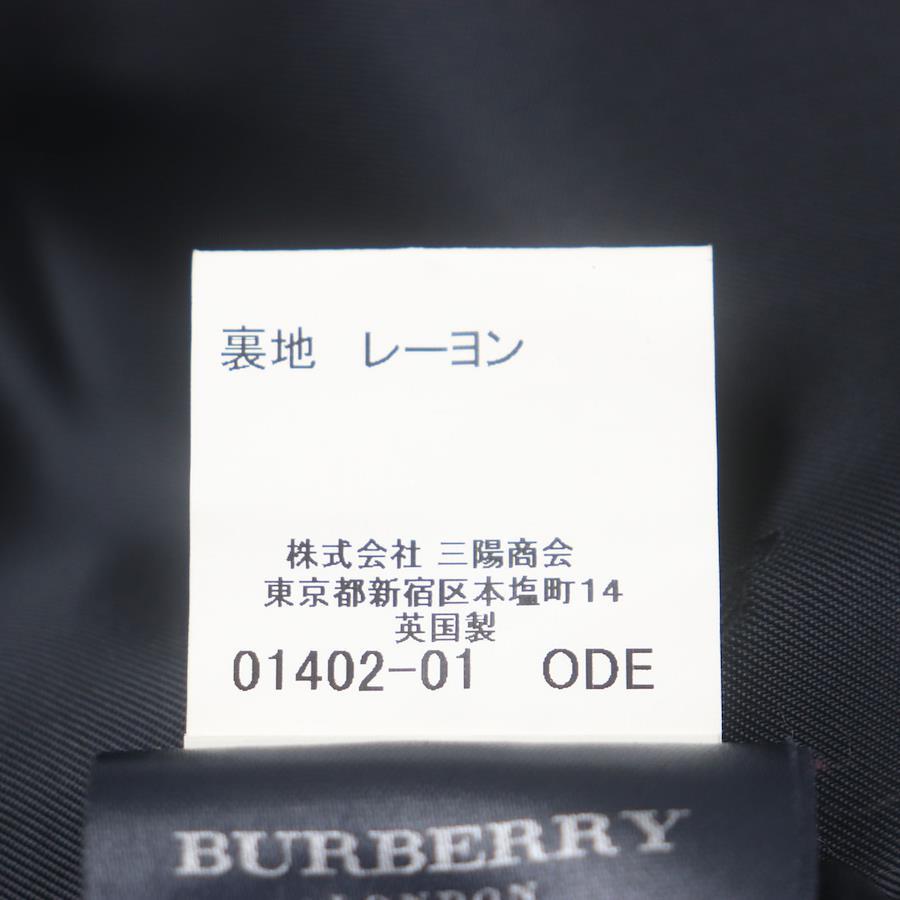 裏地　レーヨン
株式会社 三陽商会
東京都新宿区本塩町14
英国製
01402-01　ODE
BURBERRY
LONDON